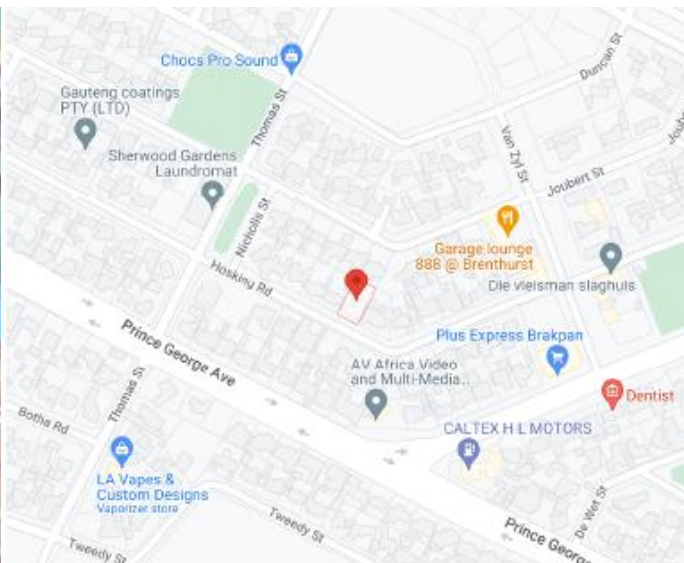 Chocs Pro Sound
Duncan St
Gauteng coatings
PTY (LTD)
Thomas St
Van Zyl St
Sherwood Gardens
Laundromat
Joubert St
Nicholls St
Garage lounge
888 @ Brenthurst
Hosking Rd
Die vleisman slaghuis
Prince George Ave
Plus Express Brakpan
AV Africa Video
and Multi-Media...
Dentist
Thomas St
Botha Rd
CALTEX H L MOTORS
LA Vapes &
Custom Designs
Vaporizer store
De Wet St
Tweedy St
Prince George
Tweedy St